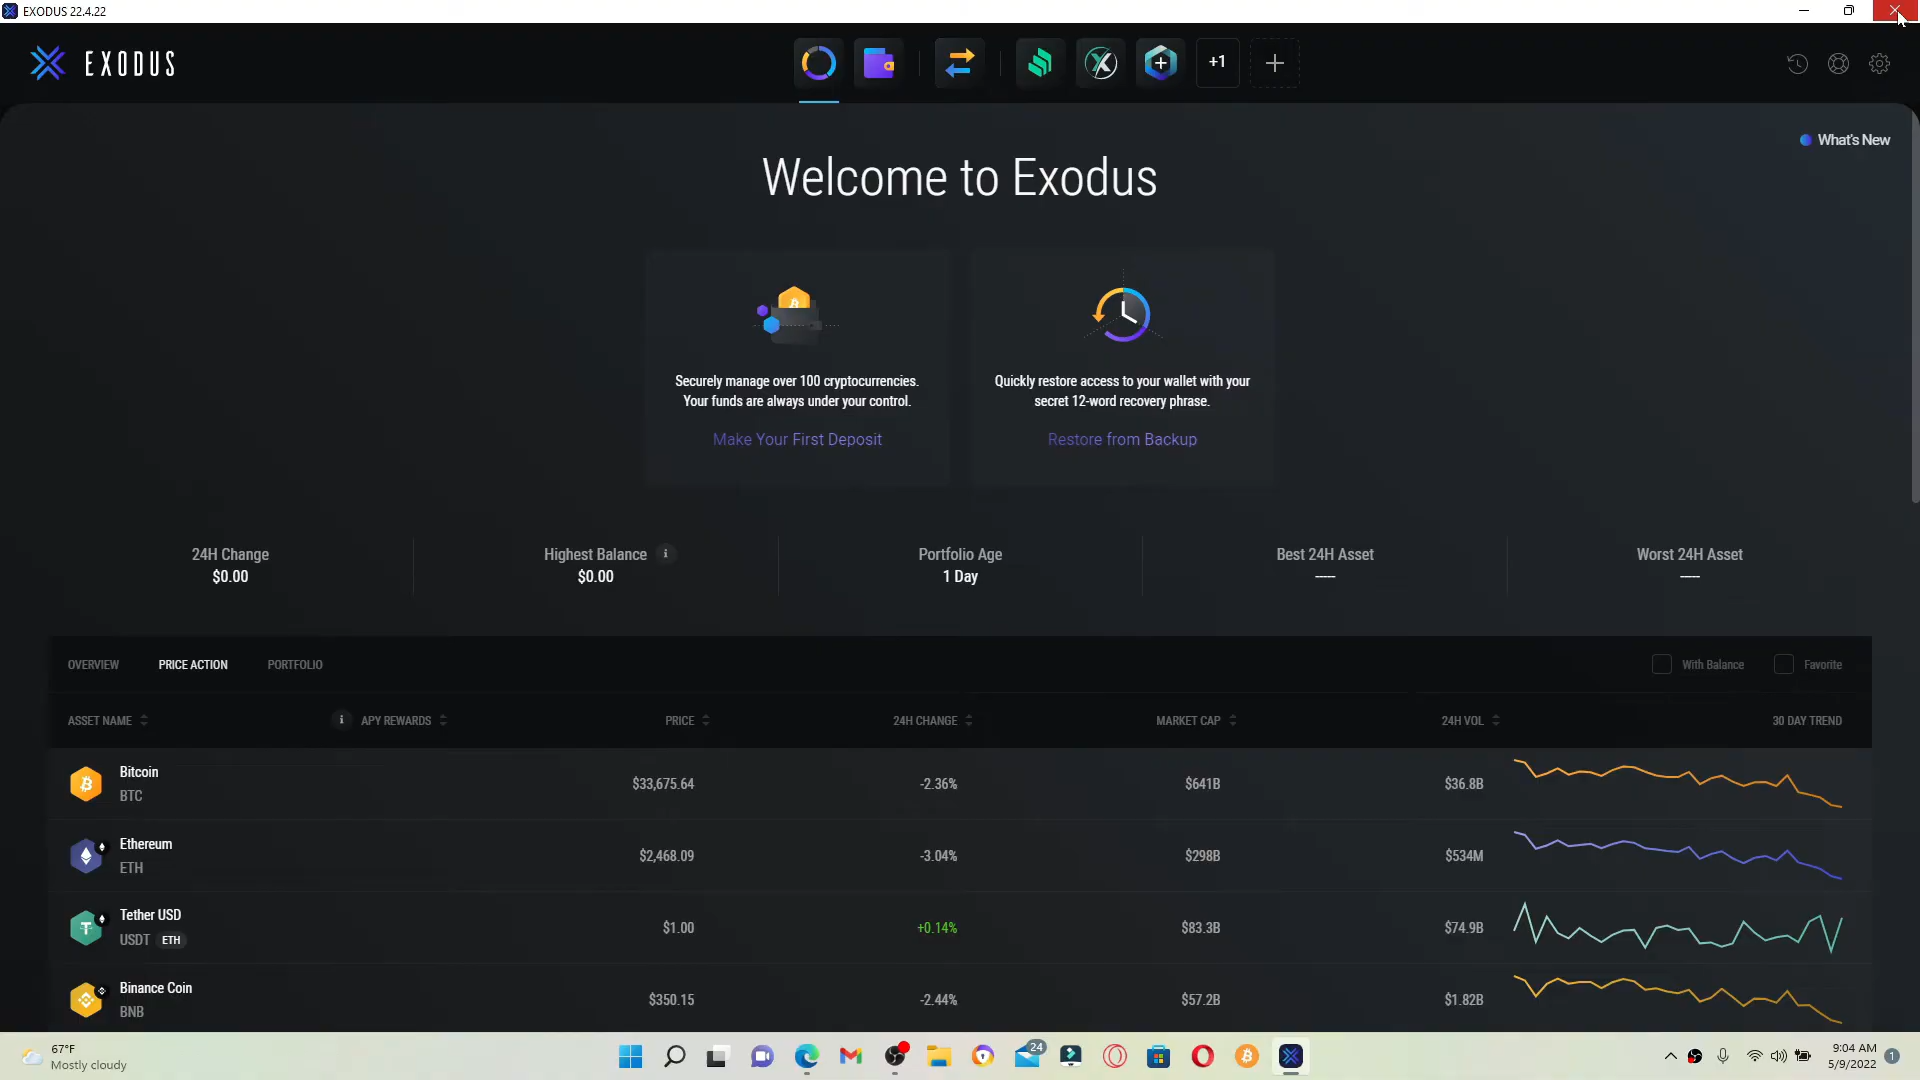 EXODUS 22.4.22
EXODUS
+1
What's New
Welcome to Exodus
Securely manage over 100 cryptocurrencies.
Your funds are always under your control.
Make Your First Deposit
Quickly restore access to your wallet with your
secret 12-word recovery phrase.
Restore from Backup
24H Change
$0.00
Highest Balance i
$0.00
Portfolio Age
1 Day
Best 24H Asset
-----
Worst 24H Asset
-----
OVERVIEW PRICE ACTION PORTFOLIO With Balance Favorite
ASSET NAME i APY REWARDS PRICE 24H CHANGE MARKET CAP 24H VOL 30 DAY TREND
Bitcoin
BTC
$33,675.64 -2.36% $641B $36.8B
Ethereum
ETH
$2,468.09 -3.04% $298B $534M
Tether USD
USDT ETH
$1.00 +0.14% $83.3B $74.9B
Binance Coin
BNB
$350.15 -2.44% $57.2B $1.82B
67°F
Mostly cloudy
24
9:04 AM
5/9/2022
1